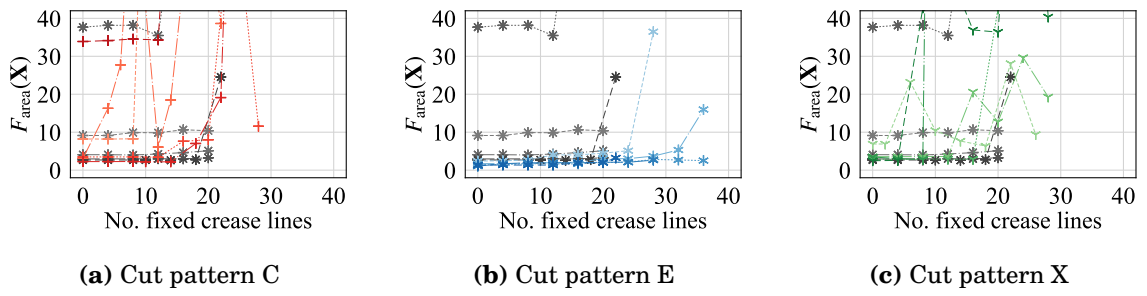 40
30
20
10
0
F_area(X)
0 10 20 30 40
No. fixed crease lines
(a) Cut pattern C
40
30
20
10
0
F_area(X)
0 10 20 30 40
No. fixed crease lines
(b) Cut pattern E
40
30
20
10
0
F_area(X)
0 10 20 30 40
No. fixed crease lines
(c) Cut pattern X